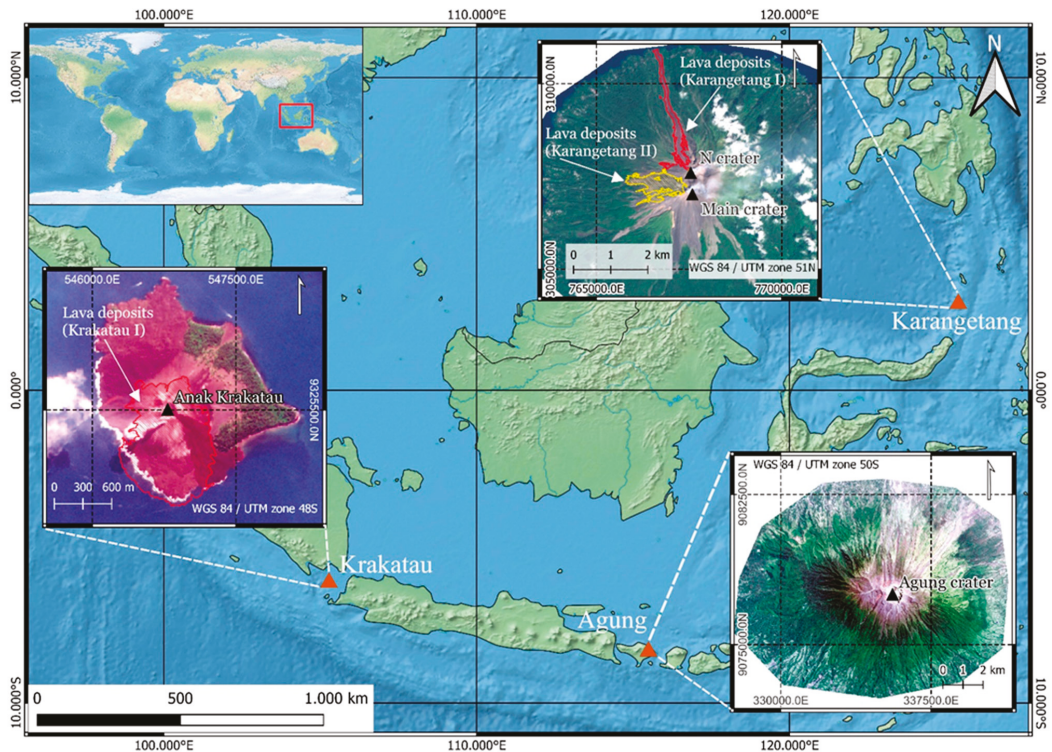 100.000°E
110.000°E
120.000°E
10.000°N
10.000°N
N
Lava deposits
(Karangetang I)
Lava deposits
(Karangetang II)
N crater
Main crater
310000.0N
305000.0N
0 1 2 km
WGS 84 / UTM zone 51N
765000.0E
770000.0E
Karangetang
546000.0E
547500.0E
Lava deposits
(Krakatau I)
Anak Krakatau
9325500.0N
0 300 600 m
WGS 84 / UTM zone 48S
0.000°
0.000°
Krakatau
Agung
WGS 84 / UTM zone 50S
9082500.0N
Agung crater
9075000.0N
0 1 2 km
330000.0E
337500.0E
0 500 1.000 km
10.000°S
10.000°S
100.000°E
110.000°E
120.000°E